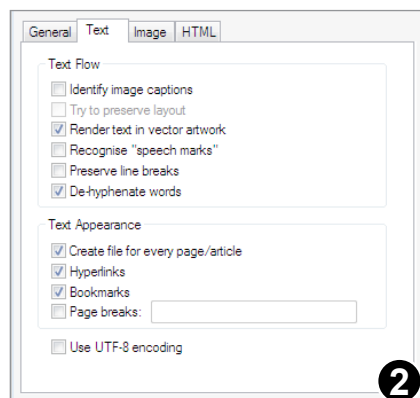 General Text Image HTML
Text Flow
Identify image captions
Try to preserve layout
Render text in vector artwork
Recognise "speech marks"
Preserve line breaks
De-hyphenate words
Text Appearance
Create file for every page/article
Hyperlinks
Bookmarks
Page breaks:
Use UTF-8 encoding
2